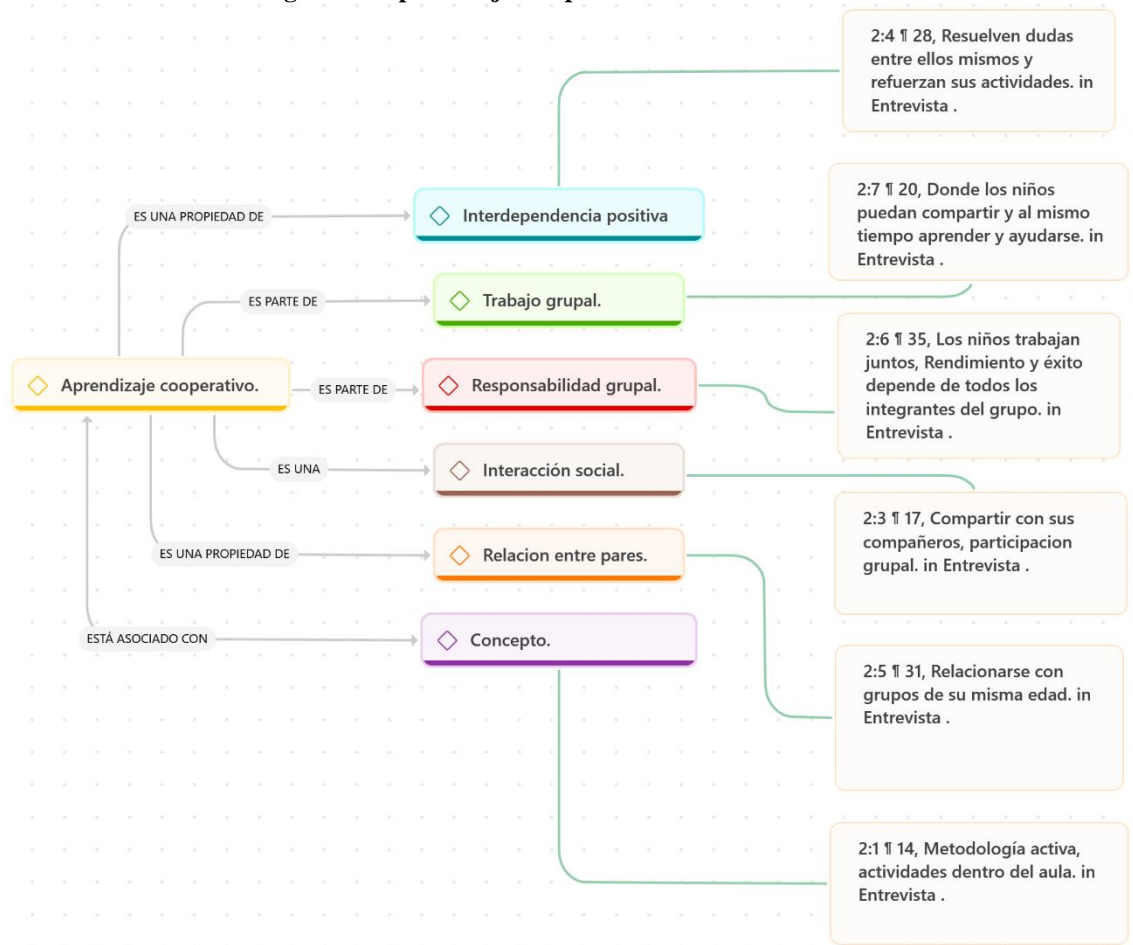 2:4 ¶ 28, Resuelven dudas
entre ellos mismos y
refuerzan sus actividades. in
Entrevista .
ES UNA PROPIEDAD DE
Interdependencia positiva
2:7 ¶ 20, Donde los niños
puedan compartir y al mismo
tiempo aprender y ayudarse. in
Entrevista .
ES PARTE DE
Trabajo grupal.
Aprendizaje cooperativo.
ES PARTE DE
Responsabilidad grupal.
2:6 ¶ 35, Los niños trabajan
juntos, Rendimiento y éxito
depende de todos los
integrantes del grupo. in
Entrevista .
ES UNA
Interacción social.
2:3 ¶ 17, Compartir con sus
compañeros, participacion
grupal. in Entrevista .
ES UNA PROPIEDAD DE
Relacion entre pares.
ESTÁ ASOCIADO CON
Concepto.
2:5 ¶ 31, Relacionarse con
grupos de su misma edad. in
Entrevista .
2:1 ¶ 14, Metodología activa,
actividades dentro del aula. in
Entrevista .